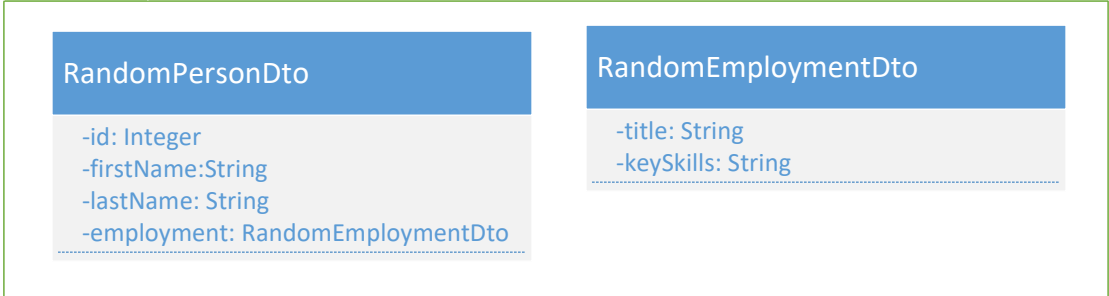 RandomPersonDto
-id: Integer
-firstName:String
-lastName: String
-employment: RandomEmploymentDto
RandomEmploymentDto
-title: String
-keySkills: String